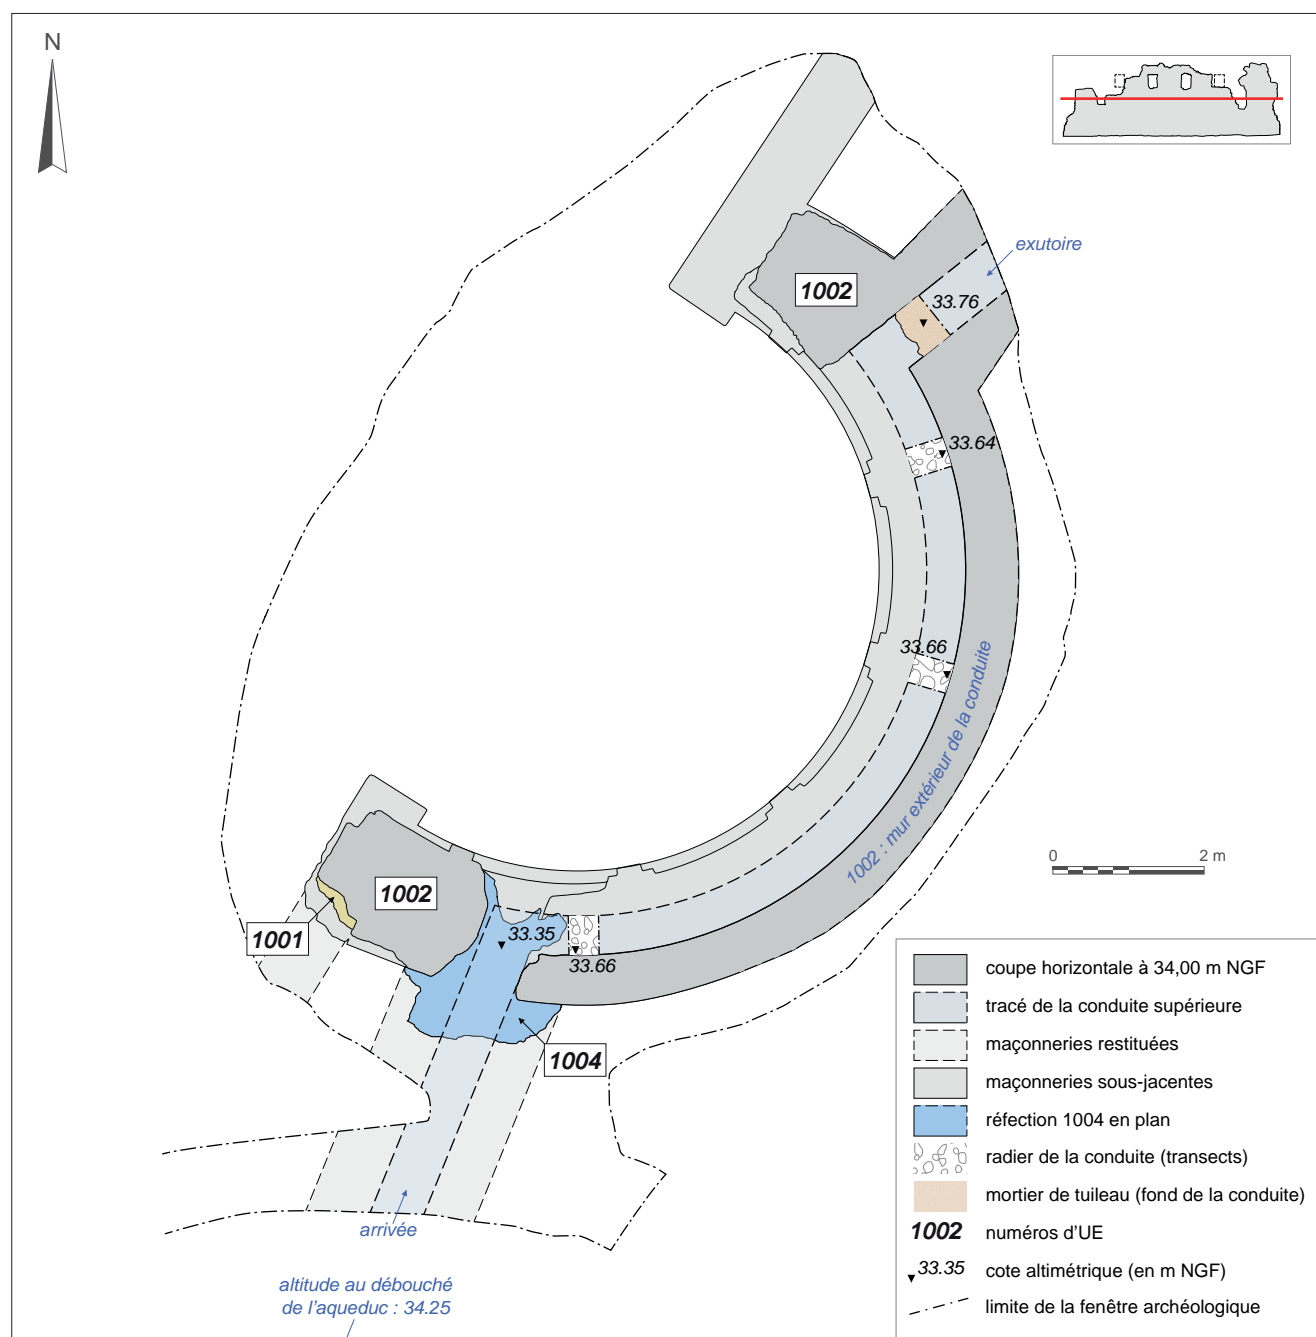 N
exutoire
1002
33.76
33.64
33.66
1002 : mur extérieur de la conduite
0 2 m
1002
1001
33.35
33.66
1004
arrivée
altitude au débouché
de l'aqueduc : 34.25
coupe horizontale à 34,00 m NGF
tracé de la conduite supérieure
maçonneries restituées
maçonneries sous-jacentes
réfection 1004 en plan
radier de la conduite (transects)
mortier de tuileau (fond de la conduite)
1002 numéros d'UE
33.35 cote altimétrique (en m NGF)
limite de la fenêtre archéologique